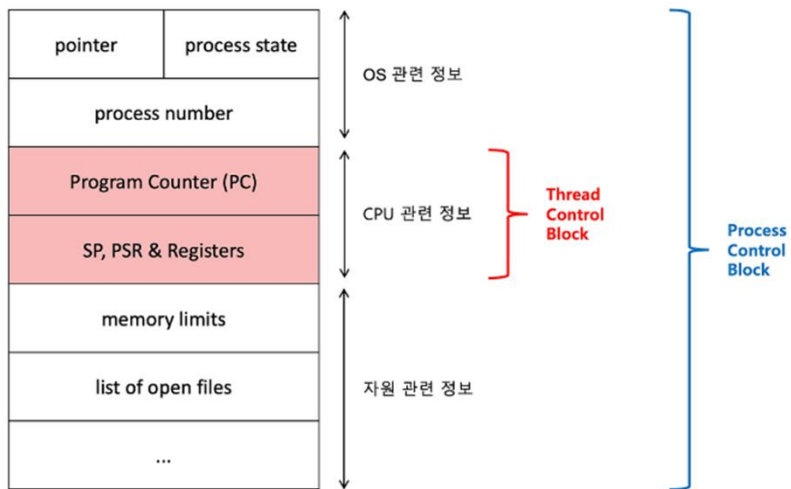 pointer
process state
OS 관련 정보
process number
Program Counter (PC)
CPU 관련 정보
SP, PSR & Registers
Thread
Control
Block
Process
Control
Block
memory limits
list of open files
자원 관련 정보
...